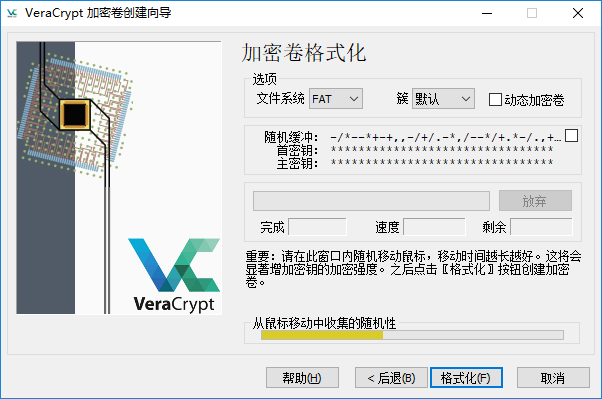 VeraCrypt 加密卷创建向导
加密卷格式化
选项
文件系统 FAT 簇 默认 动态加密卷
随机缓冲: -/*--*+-+,,-/+/.-*,/--*/+.*-/.,+...
首密钥: ********************************
主密钥: ********************************
放弃
完成 速度 剩余
重要：请在此窗口内随机移动鼠标，移动时间越长越好。这将会
显著增加密钥的加密强度。之后点击〖格式化〗按钮创建加密
卷。
VeraCrypt
从鼠标移动中收集的随机性
帮助(H) < 后退(B) 格式化(F) 取消